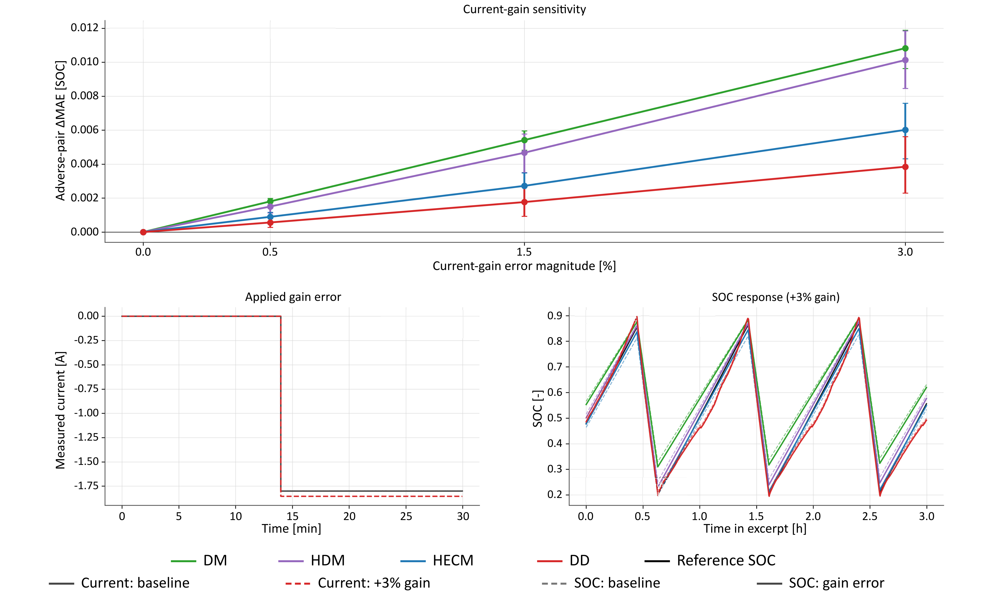 Current-gain sensitivity
Adverse-pair ΔMAE [SOC]
0.012
0.010
0.008
0.006
0.004
0.002
0.000
0.0 0.5 1.5 3.0
Current-gain error magnitude [%]
Applied gain error
Measured current [A]
0.00
-0.25
-0.50
-0.75
-1.00
-1.25
-1.50
-1.75
0 5 10 15 20 25 30
Time [min]
SOC response (+3% gain)
SOC [-]
0.9
0.8
0.7
0.6
0.5
0.4
0.3
0.2
0.0 0.5 1.0 1.5 2.0 2.5 3.0
Time in excerpt [h]
DM HDM HECM DD Reference SOC
Current: baseline Current: +3% gain SOC: baseline SOC: gain error